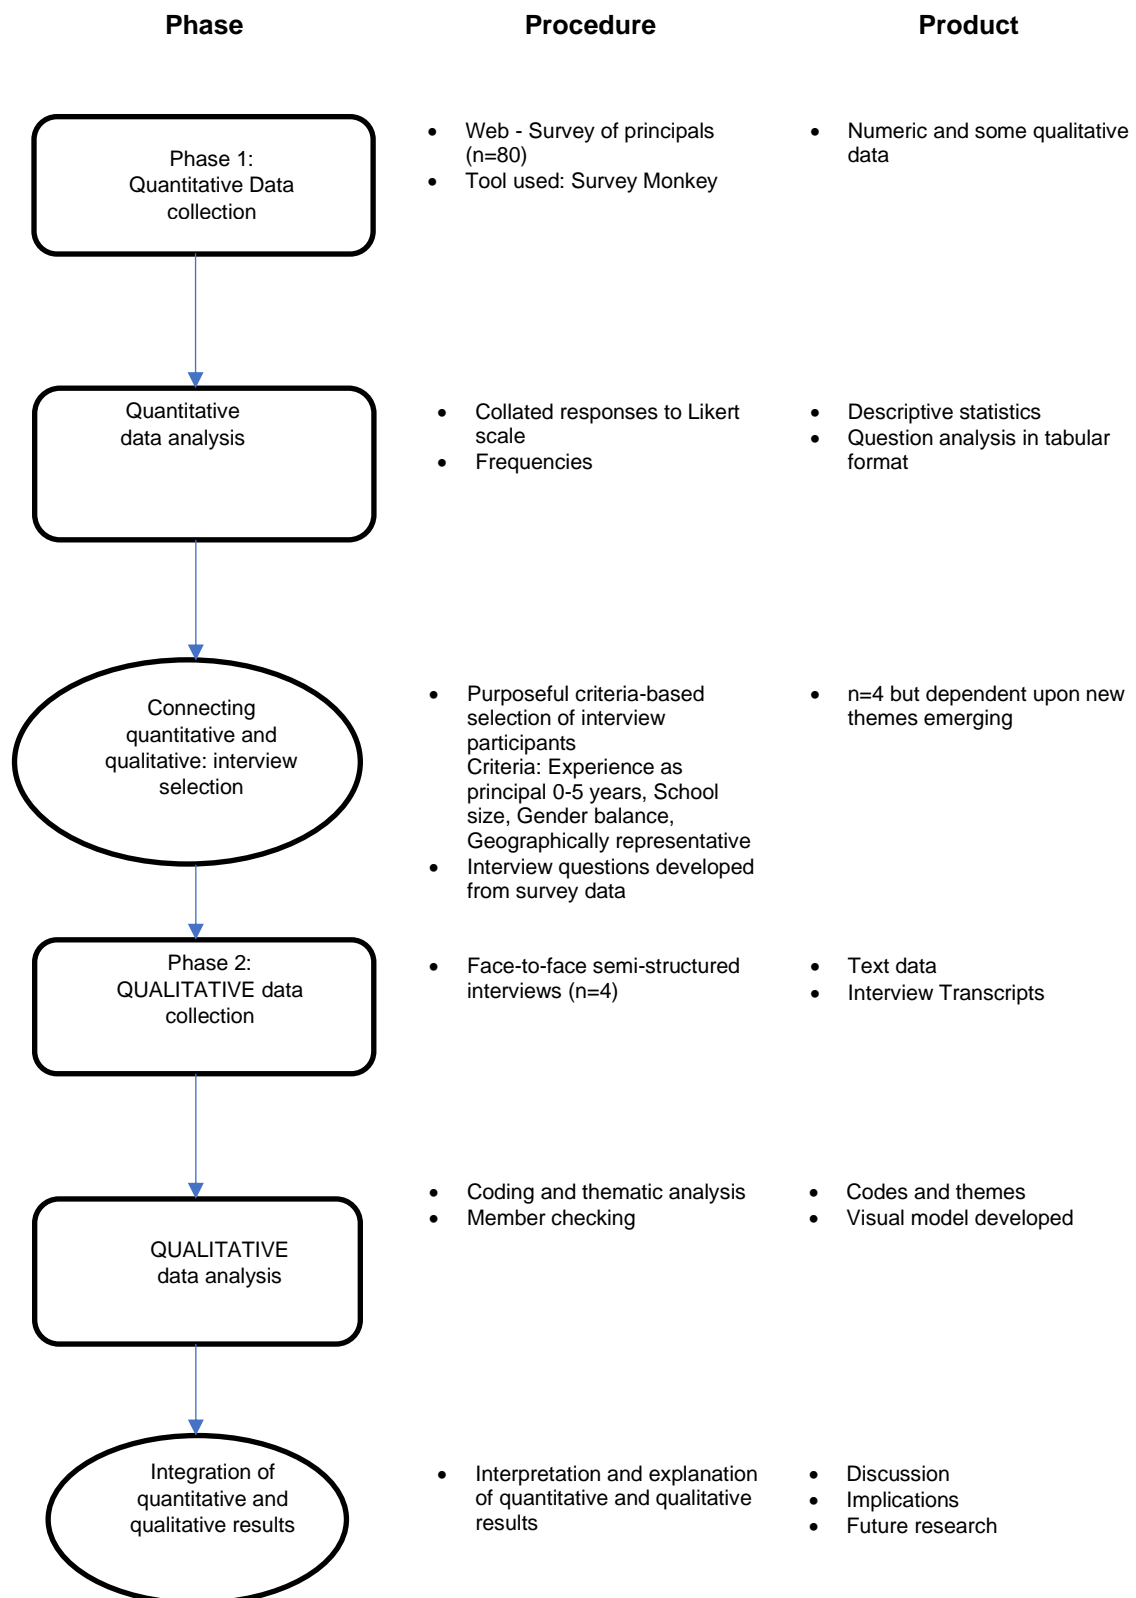 Phase Procedure Product
Phase 1:
Quantitative Data
collection
• Web - Survey of principals
(n=80)
• Tool used: Survey Monkey
• Numeric and some qualitative
data
Quantitative
data analysis
• Collated responses to Likert
scale
• Frequencies
• Descriptive statistics
• Question analysis in tabular
format
Connecting
quantitative and
qualitative: interview
selection
• Purposeful criteria-based
selection of interview
participants
Criteria: Experience as
principal 0-5 years, School
size, Gender balance,
Geographically representative
• Interview questions developed
from survey data
• n=4 but dependent upon new
themes emerging
Phase 2:
QUALITATIVE data
collection
• Face-to-face semi-structured
interviews (n=4)
• Text data
• Interview Transcripts
QUALITATIVE
data analysis
• Coding and thematic analysis
• Member checking
• Codes and themes
• Visual model developed
Integration of
quantitative and
qualitative results
• Interpretation and explanation
of quantitative and qualitative
results
• Discussion
• Implications
• Future research